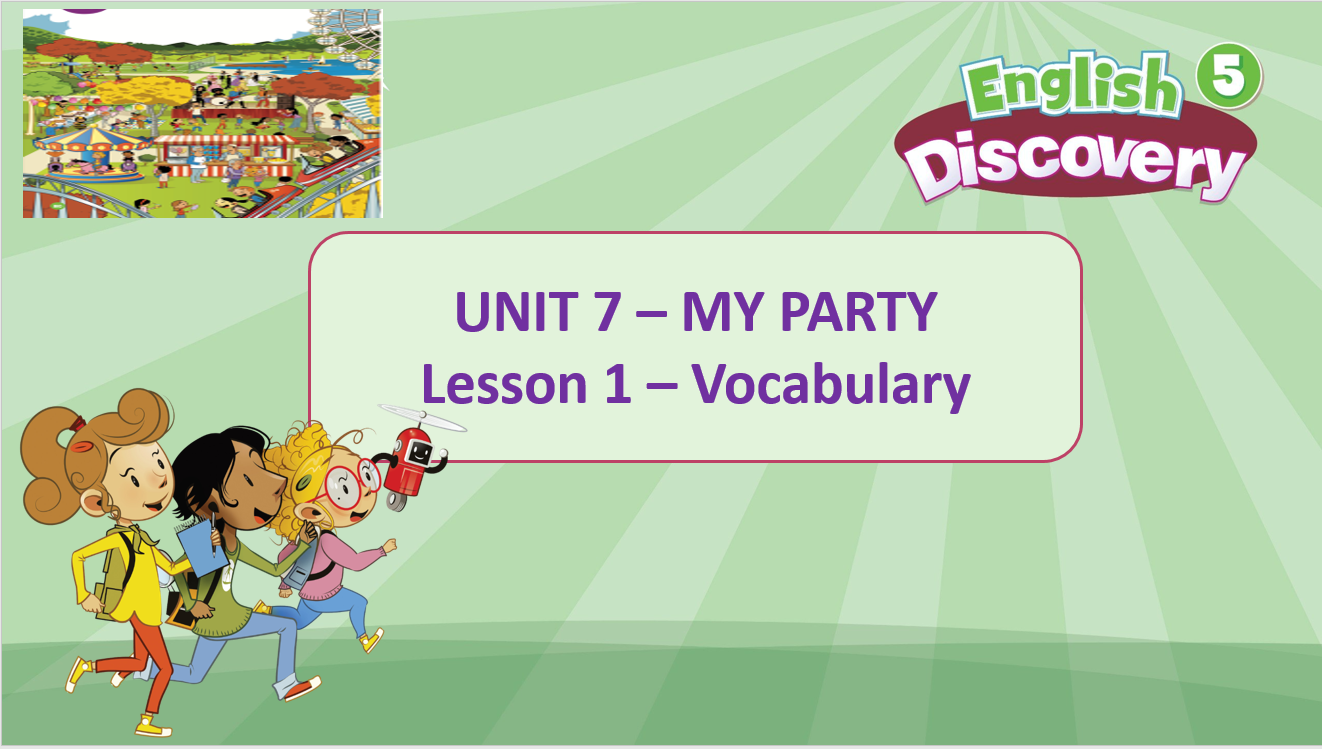 English 5
Discovery
UNIT 7 – MY PARTY
Lesson 1 – Vocabulary